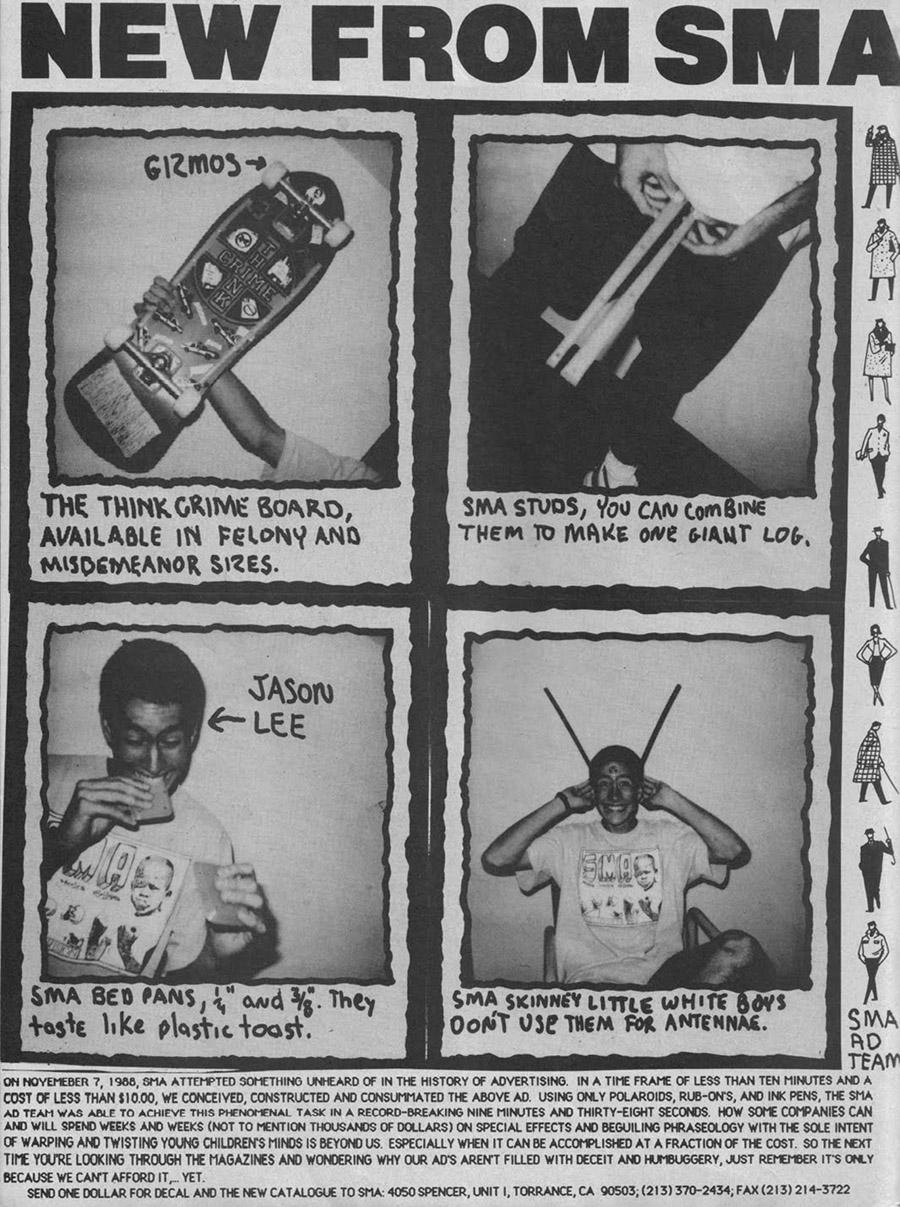 NEW FROM SMA
GIZMOS→
THINK
CRIME
THE THINK CRIME BOARD,
AVAILABLE IN FELONY AND
MISDEMEANOR SIZES.
SMA STUDS, YOU CAN COMBINE
THEM TO MAKE ONE GIANT LOG.
JASON
← LEE
SMA
SMA BED PANS, 1/4" and 3/8". They
taste like plastic toast.
SMA
SMA SKINNEY LITTLE WHITE BOYS
DON'T USE THEM FOR ANTENNAE.
SMA
AD
TEAM
ON NOVEMEBER 7, 1988, SMA ATTEMPTED SOMETHING UNHEARD OF IN THE HISTORY OF ADVERTISING. IN A TIME FRAME OF LESS THAN TEN MINUTES AND A
COST OF LESS THAN $10.00, WE CONCEIVED, CONSTRUCTED AND CONSUMMATED THE ABOVE AD. USING ONLY POLAROIDS, RUB-ON'S, AND INK PENS, THE SMA
AD TEAM WAS ABLE TO ACHIEVE THIS PHENOMENAL TASK IN A RECORD-BREAKING NINE MINUTES AND THIRTY-EIGHT SECONDS. HOW SOME COMPANIES CAN
AND WILL SPEND WEEKS AND WEEKS (NOT TO MENTION THOUSANDS OF DOLLARS) ON SPECIAL EFFECTS AND BEGUILING PHRASEOLOGY WITH THE SOLE INTENT
OF WARPING AND TWISTING YOUNG CHILDREN'S MINDS IS BEYOND US. ESPECIALLY WHEN IT CAN BE ACCOMPLISHED AT A FRACTION OF THE COST. SO THE NEXT
TIME YOU'RE LOOKING THROUGH THE MAGAZINES AND WONDERING WHY OUR AD'S AREN'T FILLED WITH DECEIT AND HUMBUGGERY, JUST REMEMBER IT'S ONLY
BECAUSE WE CAN'T AFFORD IT,... YET.
SEND ONE DOLLAR FOR DECAL AND THE NEW CATALOGUE TO SMA: 4050 SPENCER, UNIT I, TORRANCE, CA 90503; (213) 370-2434; FAX (213) 214-3722